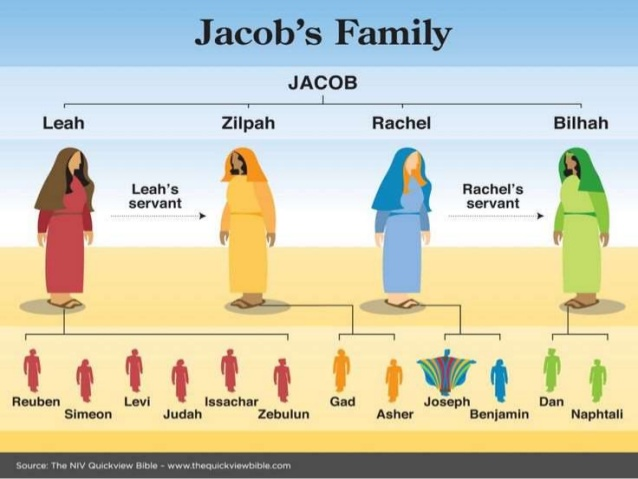 Jacob's Family
JACOB
Leah Zilpah Rachel Bilhah
Leah's
servant
Rachel's
servant
Reuben Simeon Levi Judah Issachar Zebulun Gad Asher Joseph Benjamin Dan Naphtali
Source: The NIV Quickview Bible - www.thequickviewbible.com